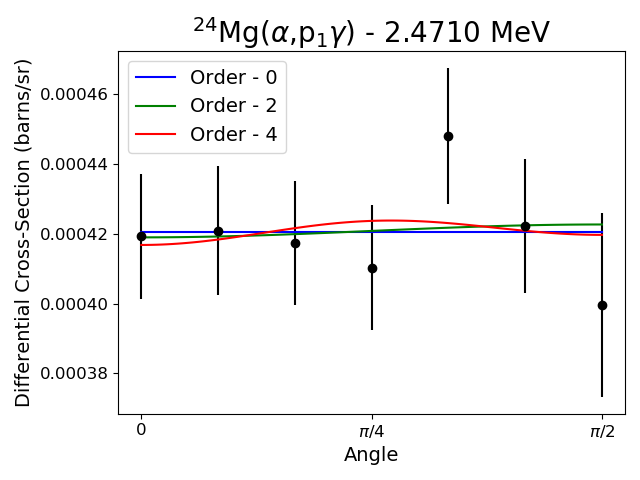 ²⁴Mg(α,p₁γ) - 2.4710 MeV
Order - 0
Order - 2
Order - 4
Differential Cross-Section (barns/sr)
0.00046
0.00044
0.00042
0.00040
0.00038
0
π/4
π/2
Angle